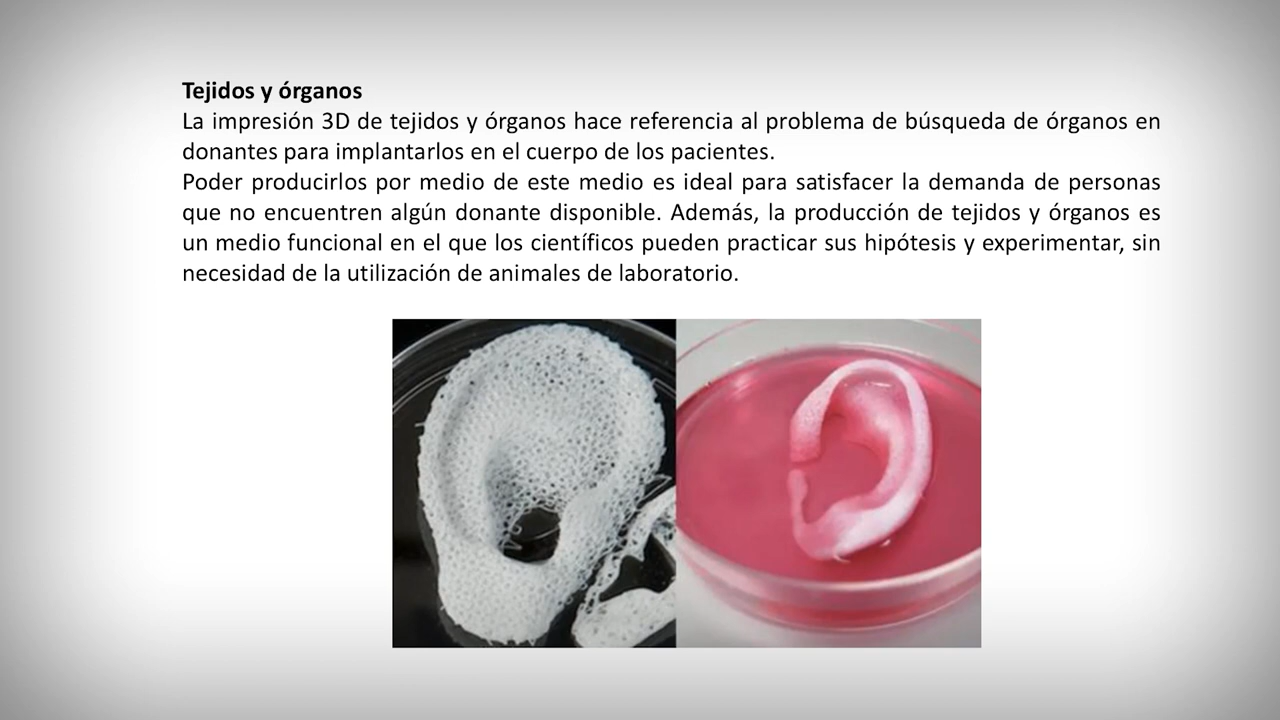 Tejidos y órganos
La impresión 3D de tejidos y órganos hace referencia al problema de búsqueda de órganos en
donantes para implantarlos en el cuerpo de los pacientes.
Poder producirlos por medio de este medio es ideal para satisfacer la demanda de personas
que no encuentren algún donante disponible. Además, la producción de tejidos y órganos es
un medio funcional en el que los científicos pueden practicar sus hipótesis y experimentar, sin
necesidad de la utilización de animales de laboratorio.